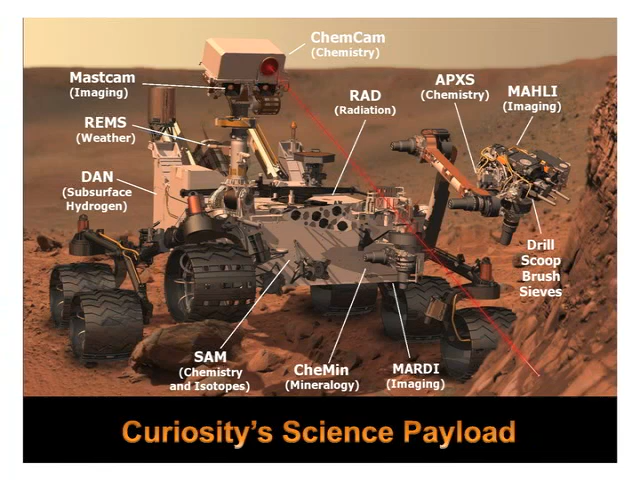 ChemCam
(Chemistry)
Mastcam
(Imaging)
APXS
(Chemistry)
MAHLI
(Imaging)
RAD
(Radiation)
REMS
(Weather)
DAN
(Subsurface
Hydrogen)
Drill
Scoop
Brush
Sieves
SAM
(Chemistry
and Isotopes)
CheMin
(Mineralogy)
MARDI
(Imaging)
Curiosity's Science Payload